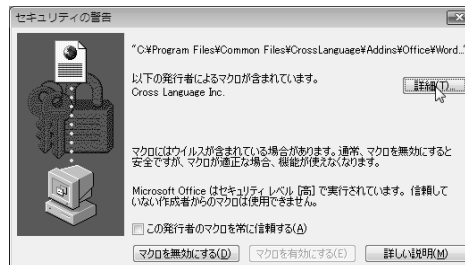 セキュリティの警告
"C:¥Program Files¥Common Files¥CrossLanguage¥Addins¥Office¥Word..."
以下の発行者によるマクロが含まれています。
Cross Language Inc.
詳細(T)...
マクロにはウイルスが含まれている場合があります。通常、マクロを無効にすると
安全ですが、マクロが適正な場合、機能が使えなくなります。
Microsoft Office はセキュリティ レベル [高] で実行されています。信頼して
いない作成者からのマクロは使用できません。
この発行者のマクロを常に信頼する(A)
マクロを無効にする(D) マクロを有効にする(E) 詳しい説明(M)